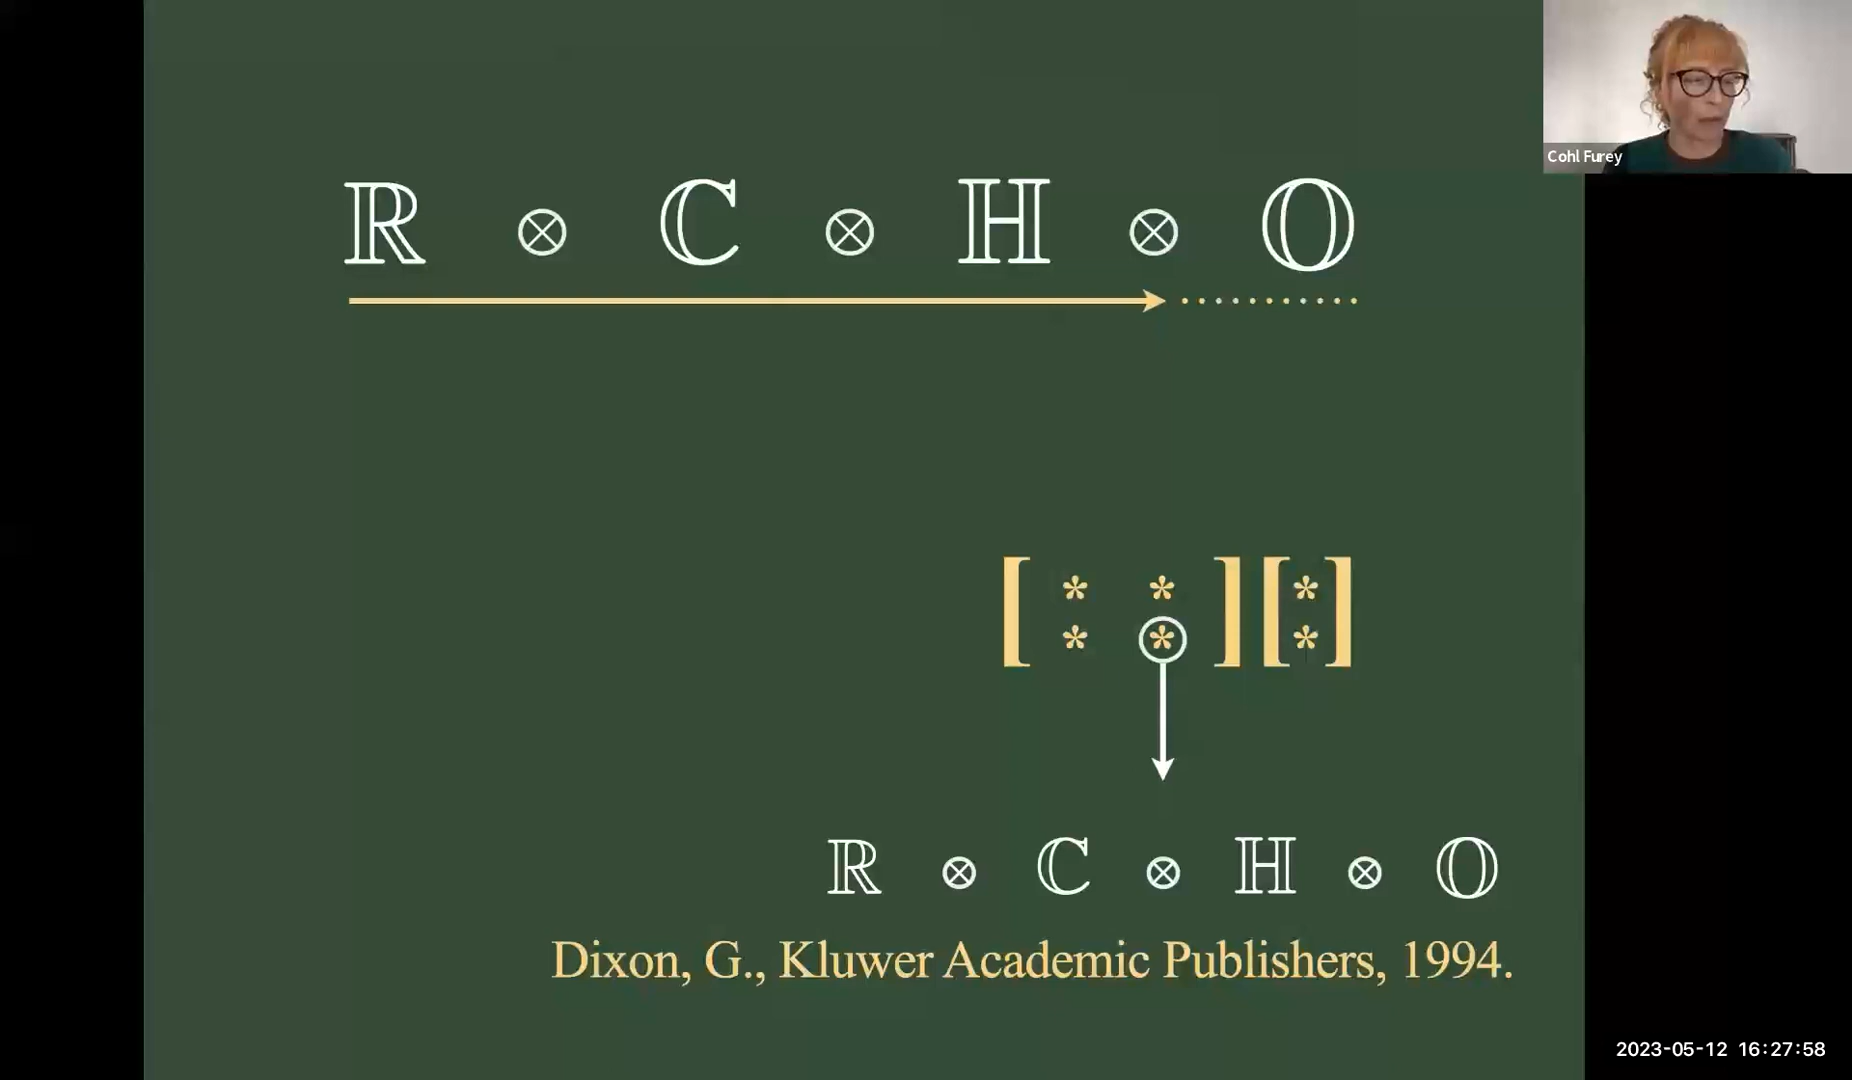 ℝ ⊗ ℂ ⊗ ℍ ⊗ 𝕆
Cohl Furey
[ * * ] [ * ]
[ * * ] [ * ]
ℝ ⊗ ℂ ⊗ ℍ ⊗ 𝕆
Dixon, G., Kluwer Academic Publishers, 1994.
2023-05-12 16:27:58